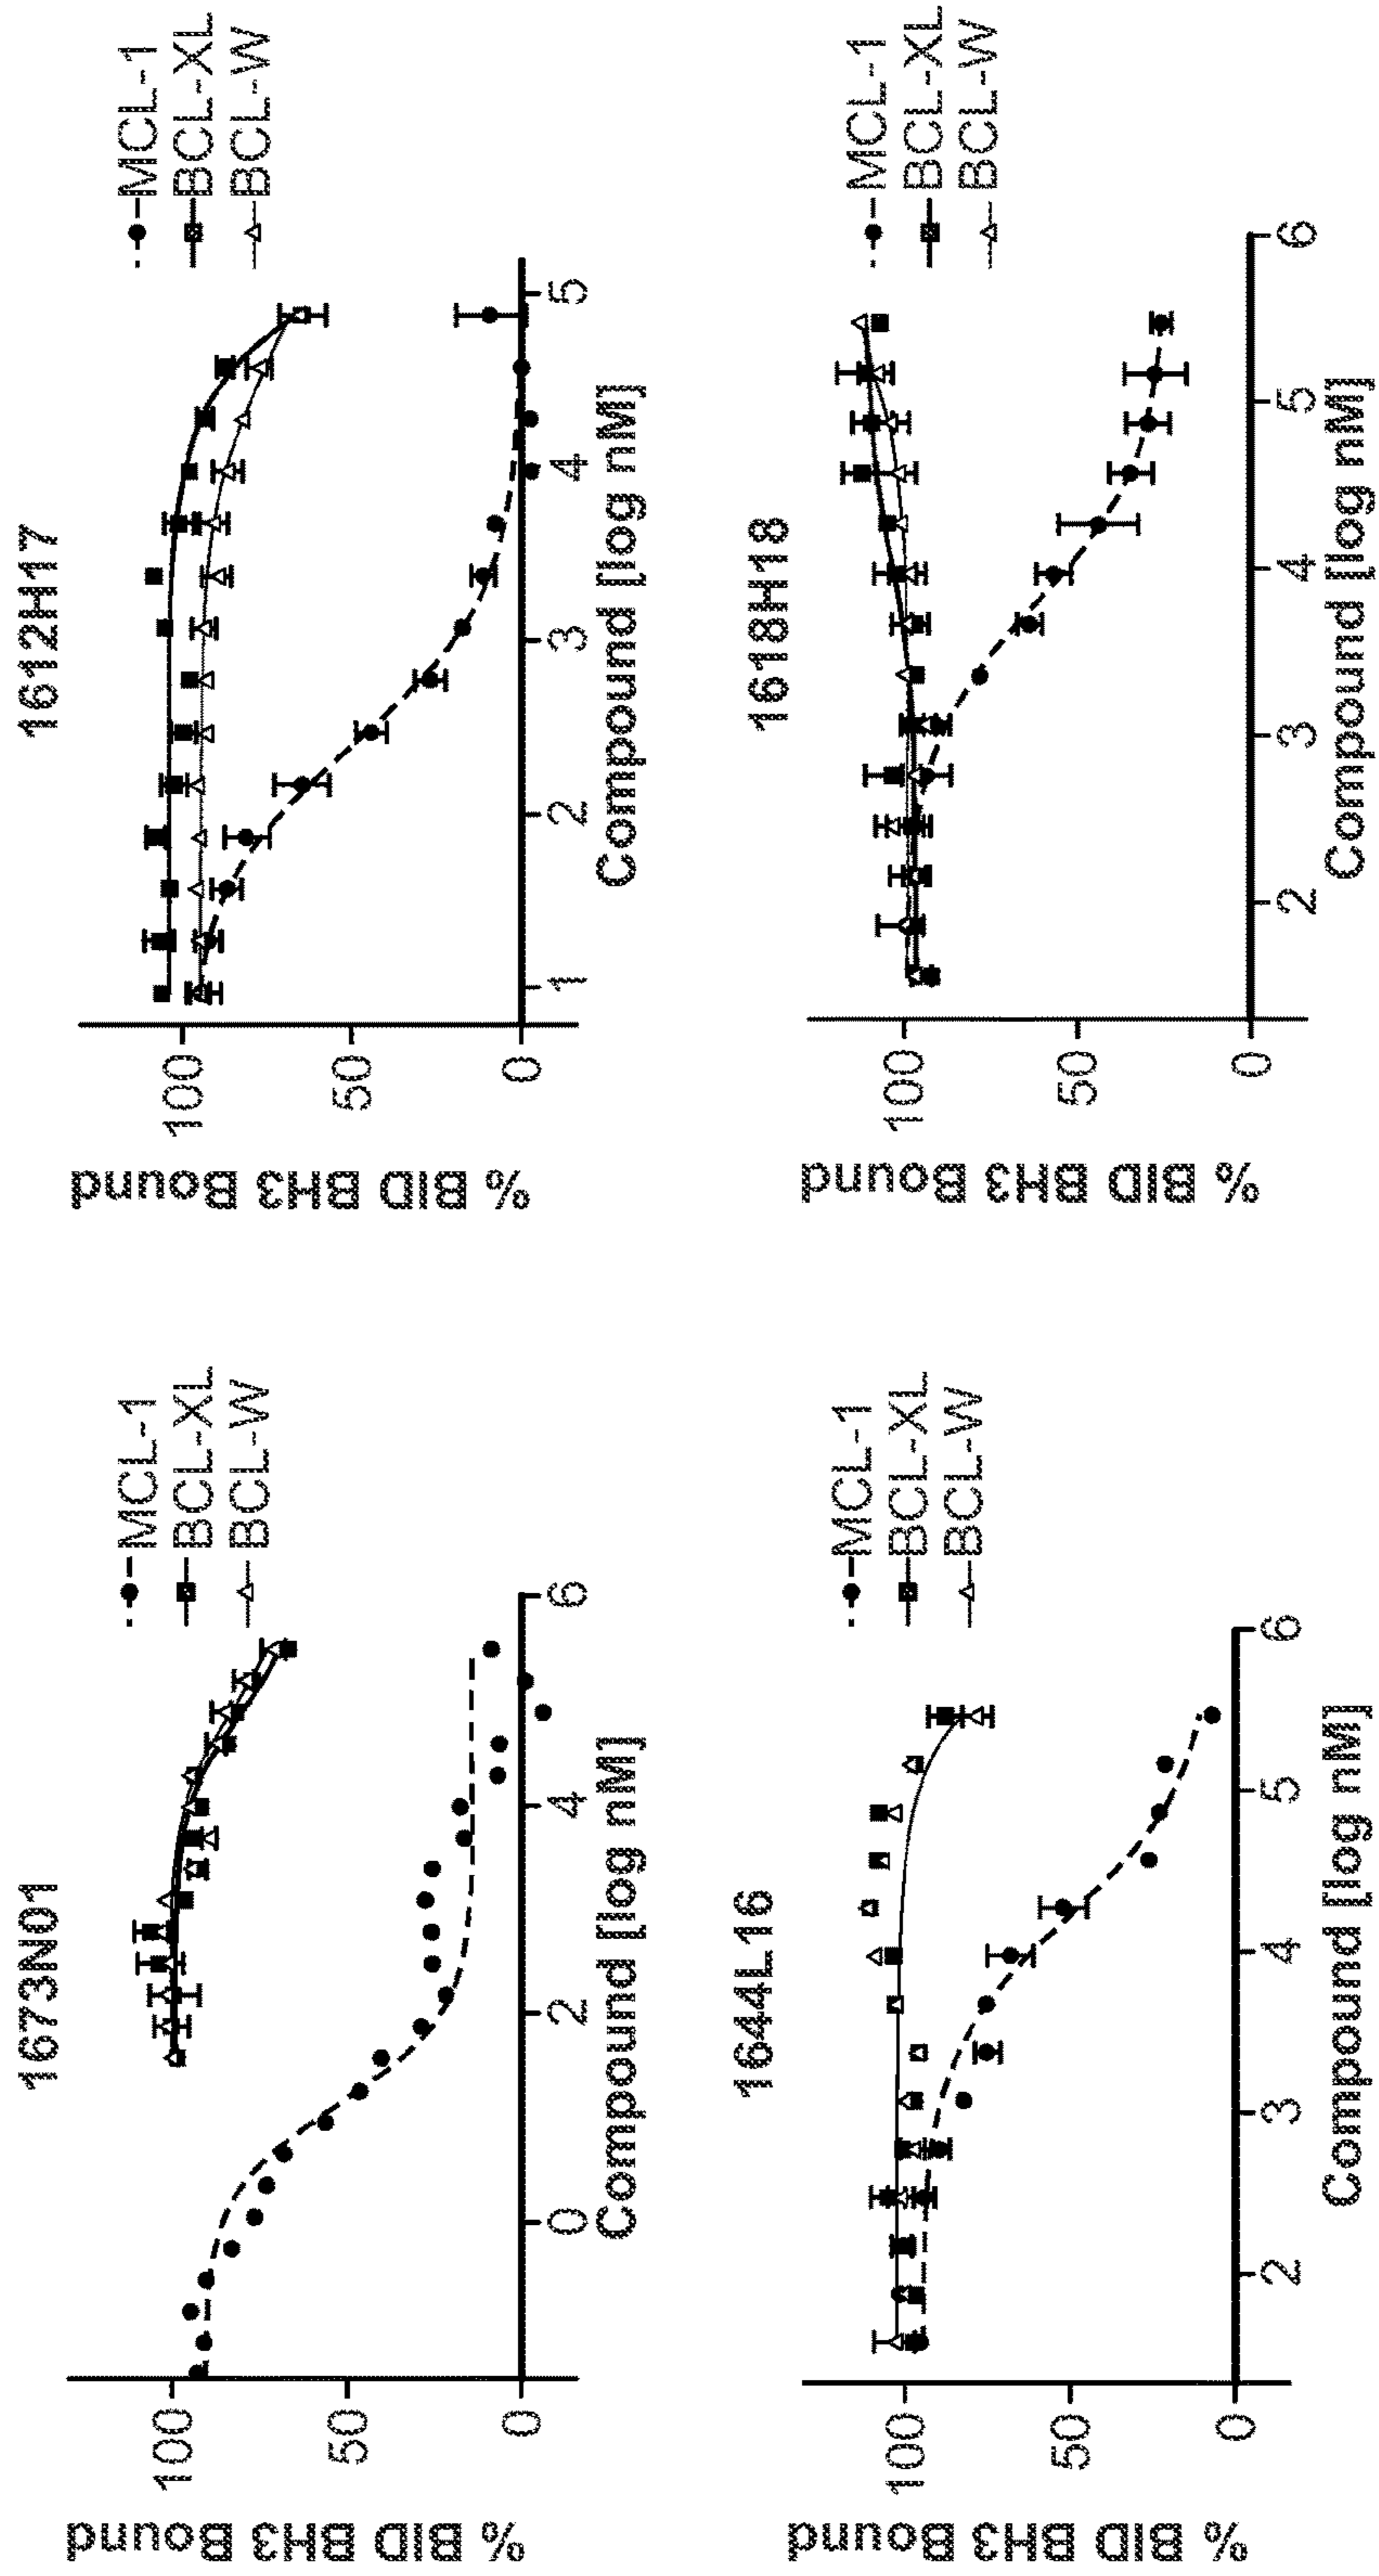 1673N01
% BID BH3 Bound
100
50
0
0
2
4
6
Compound [log nM]
MCL-1
BCL-XL
BCL-W
1612H17
% BID BH3 Bound
100
50
0
1
2
3
4
5
Compound [log nM]
MCL-1
BCL-XL
BCL-W
1644L16
% BID BH3 Bound
100
50
0
2
3
4
5
6
Compound [log nM]
MCL-1
BCL-XL
BCL-W
1618H18
% BID BH3 Bound
100
50
0
2
3
4
5
6
Compound [log nM]
MCL-1
BCL-XL
BCL-W